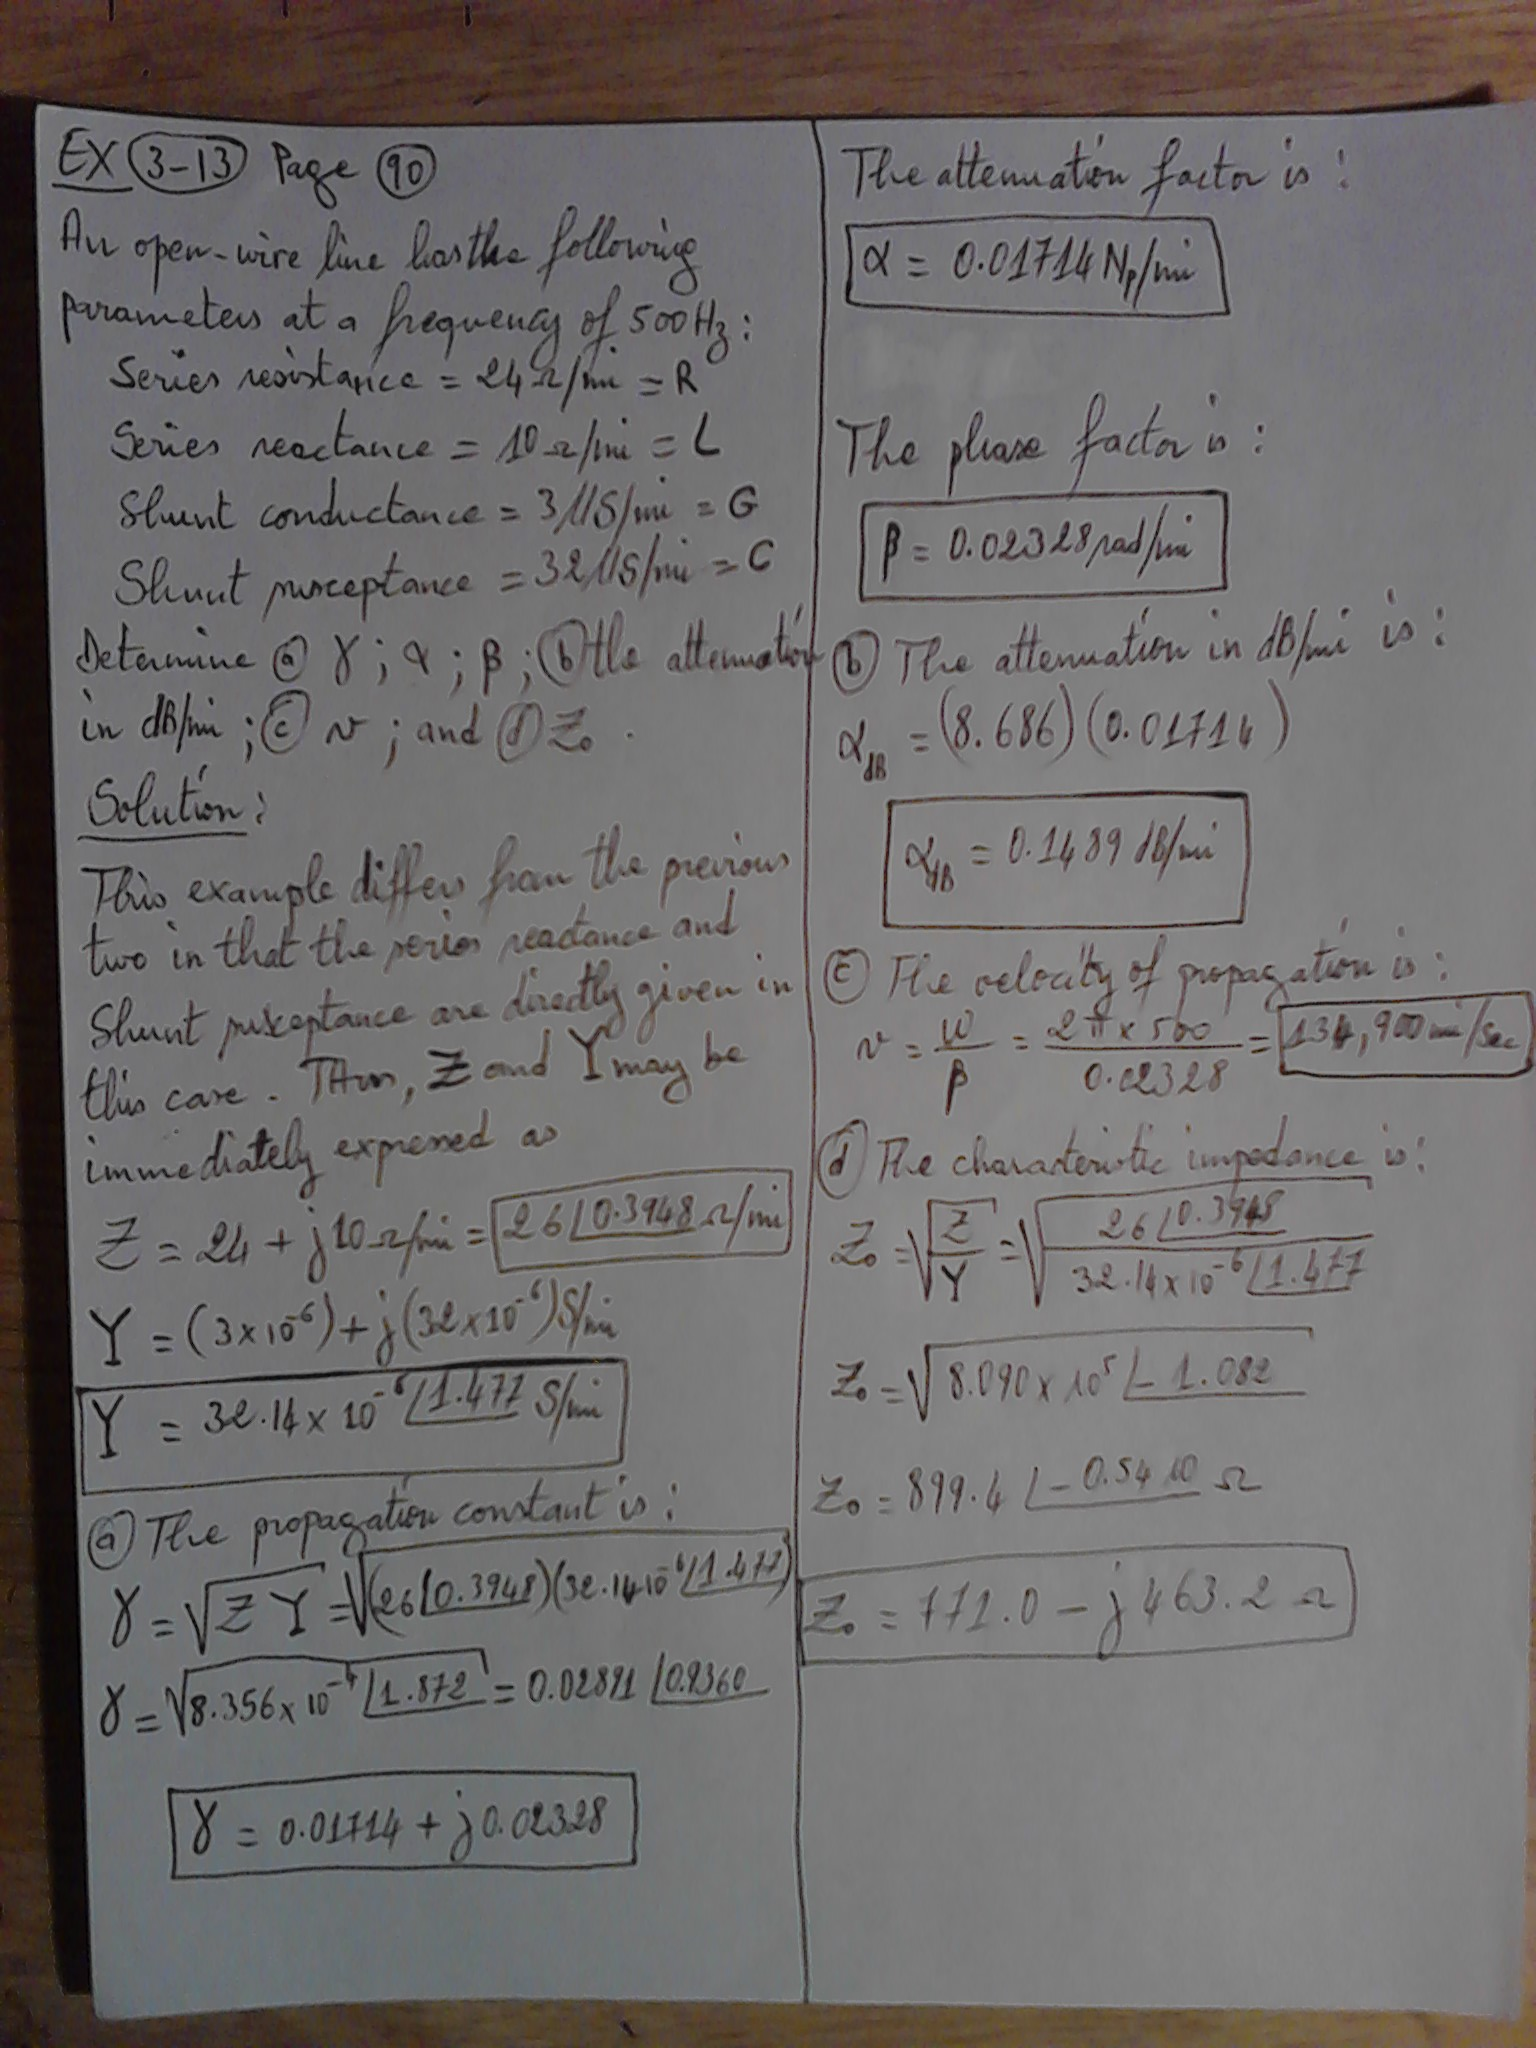 EX 3-13 Page 90
An open-wire line has the following
parameters at a frequency of 500 Hz:
Series resistance = 24 Ω/mi = R
Series reactance = 10 Ω/mi = L
Shunt conductance = 3 μS/mi = G
Shunt susceptance = 32 μS/mi = C
Determine (a) γ; α; β; (b) the attenuation
in dB/mi; (c) v; and (d) Z₀.
Solution:
This example differs from the previous
two in that the series reactance and
Shunt susceptance are directly given in
this case. Thus, Z and Y may be
immediately expressed as
Z = 24 + j10 Ω/mi = 26∠0.3948 Ω/mi
Y = (3×10⁻⁶) + j(32×10⁻⁶) S/mi
Y = 32.14×10⁻⁶∠1.477 S/mi
(a) The propagation constant is:
γ = √ZY = √(26∠0.3948)(32.14 10⁻⁶∠1.477)
γ = √8.356×10⁻⁴∠1.872 = 0.02891∠0.9360
γ = 0.01714 + j0.02328
The attenuation factor is:
α = 0.01714 Np/mi
The phase factor is:
β = 0.02328 rad/mi
(b) The attenuation in dB/mi is:
α_dB = (8.686)(0.01714)
α_dB = 0.1489 dB/mi
(c) The velocity of propagation is:
v = ω/β = 2π×500/0.02328 = 134,900 mi/sec
(d) The characteristic impedance is:
Z₀ = √Z/Y = √26∠0.3948/32.14×10⁻⁶∠1.477
Z₀ = √8.090×10⁵∠-1.082
Z₀ = 899.4∠-0.5410 Ω
Z₀ = 771.0 - j463.2 Ω